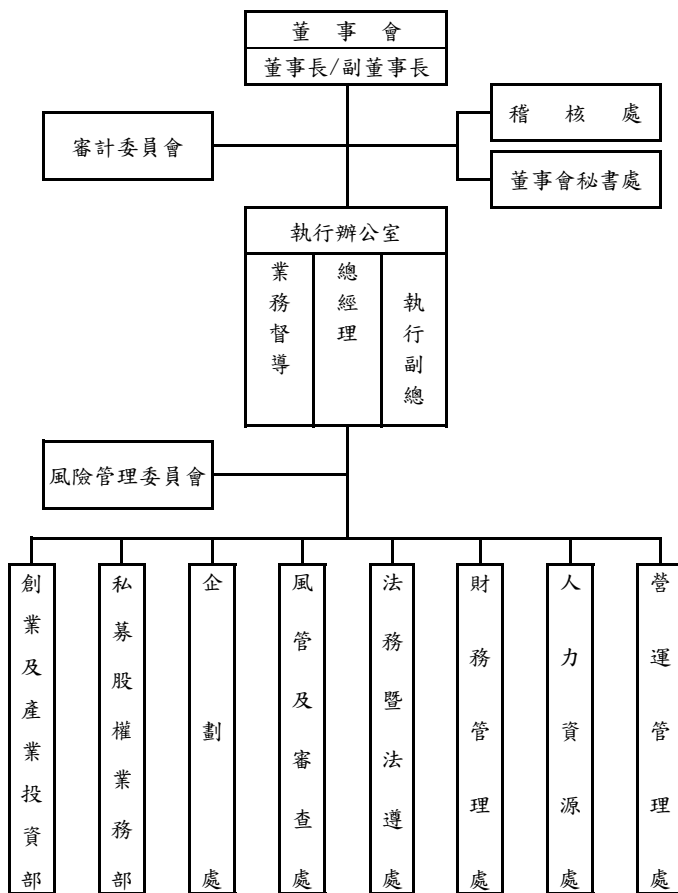 董事會
董事長/副董事長
審計委員會
稽核處
董事會秘書處
執行辦公室
業務督導
總經理
執行副總
風險管理委員會
創業及產業投資部
私募股權業務部
企劃處
風管及審查處
法務暨法遵處
財務管理處
人力資源處
營運管理處